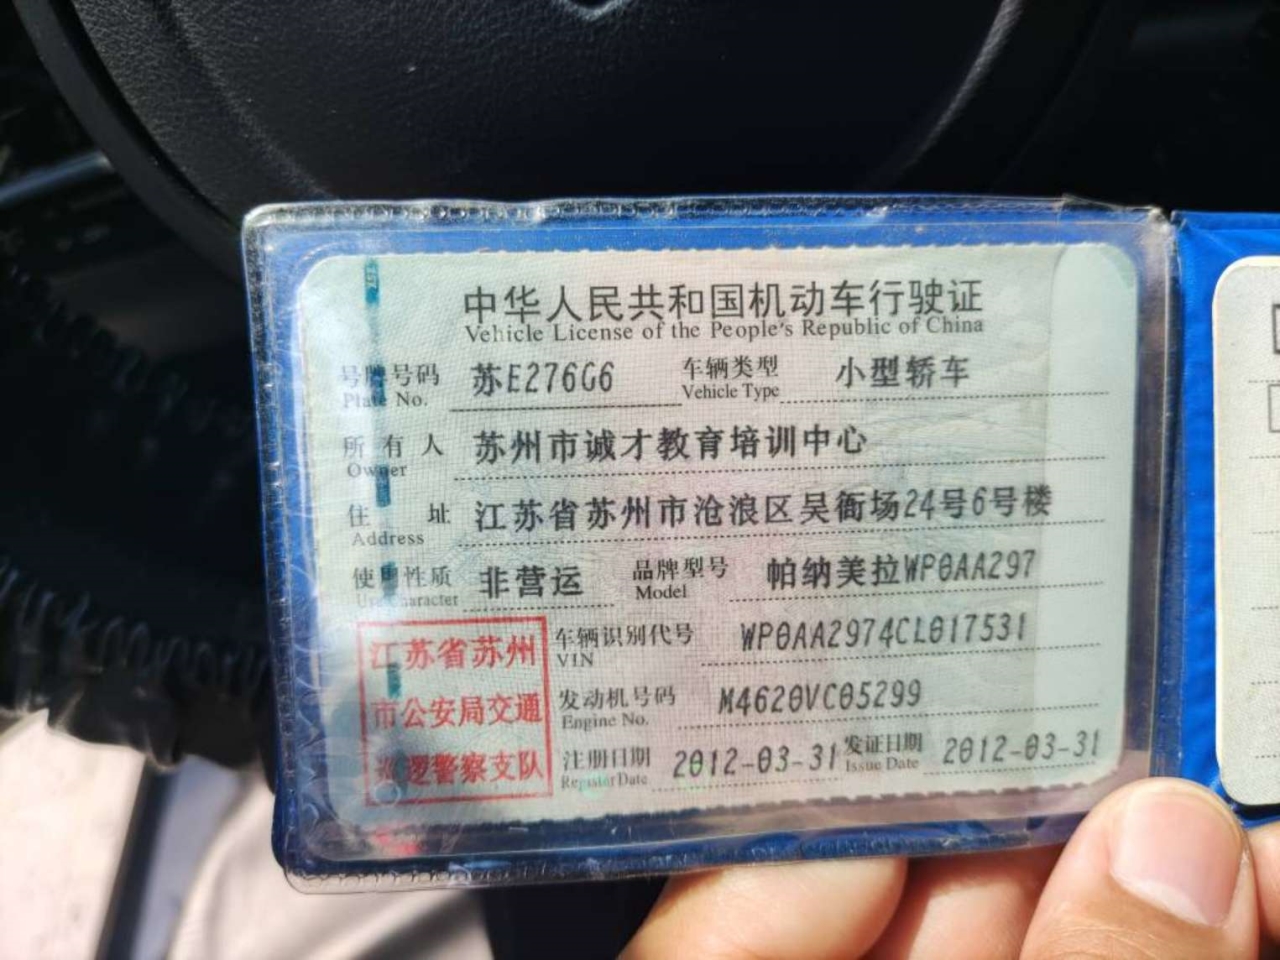 中华人民共和国机动车行驶证
Vehicle License of the People's Republic of China
号牌号码 苏E276G6 车辆类型 小型轿车
Plate No. Vehicle Type
所有人 苏州市诚才教育培训中心
Owner
住址 江苏省苏州市沧浪区吴衙场24号6号楼
Address
使用性质 非营运 品牌型号 帕纳美拉WP0AA297
Use Character Model
江苏省苏州 车辆识别代号 WP0AA2974CL017531
VIN
市公安局交通 发动机号码 M4620VC05299
Engine No.
巡逻警察支队 注册日期 2012-03-31 发证日期 2012-03-31
Register Date Issue Date